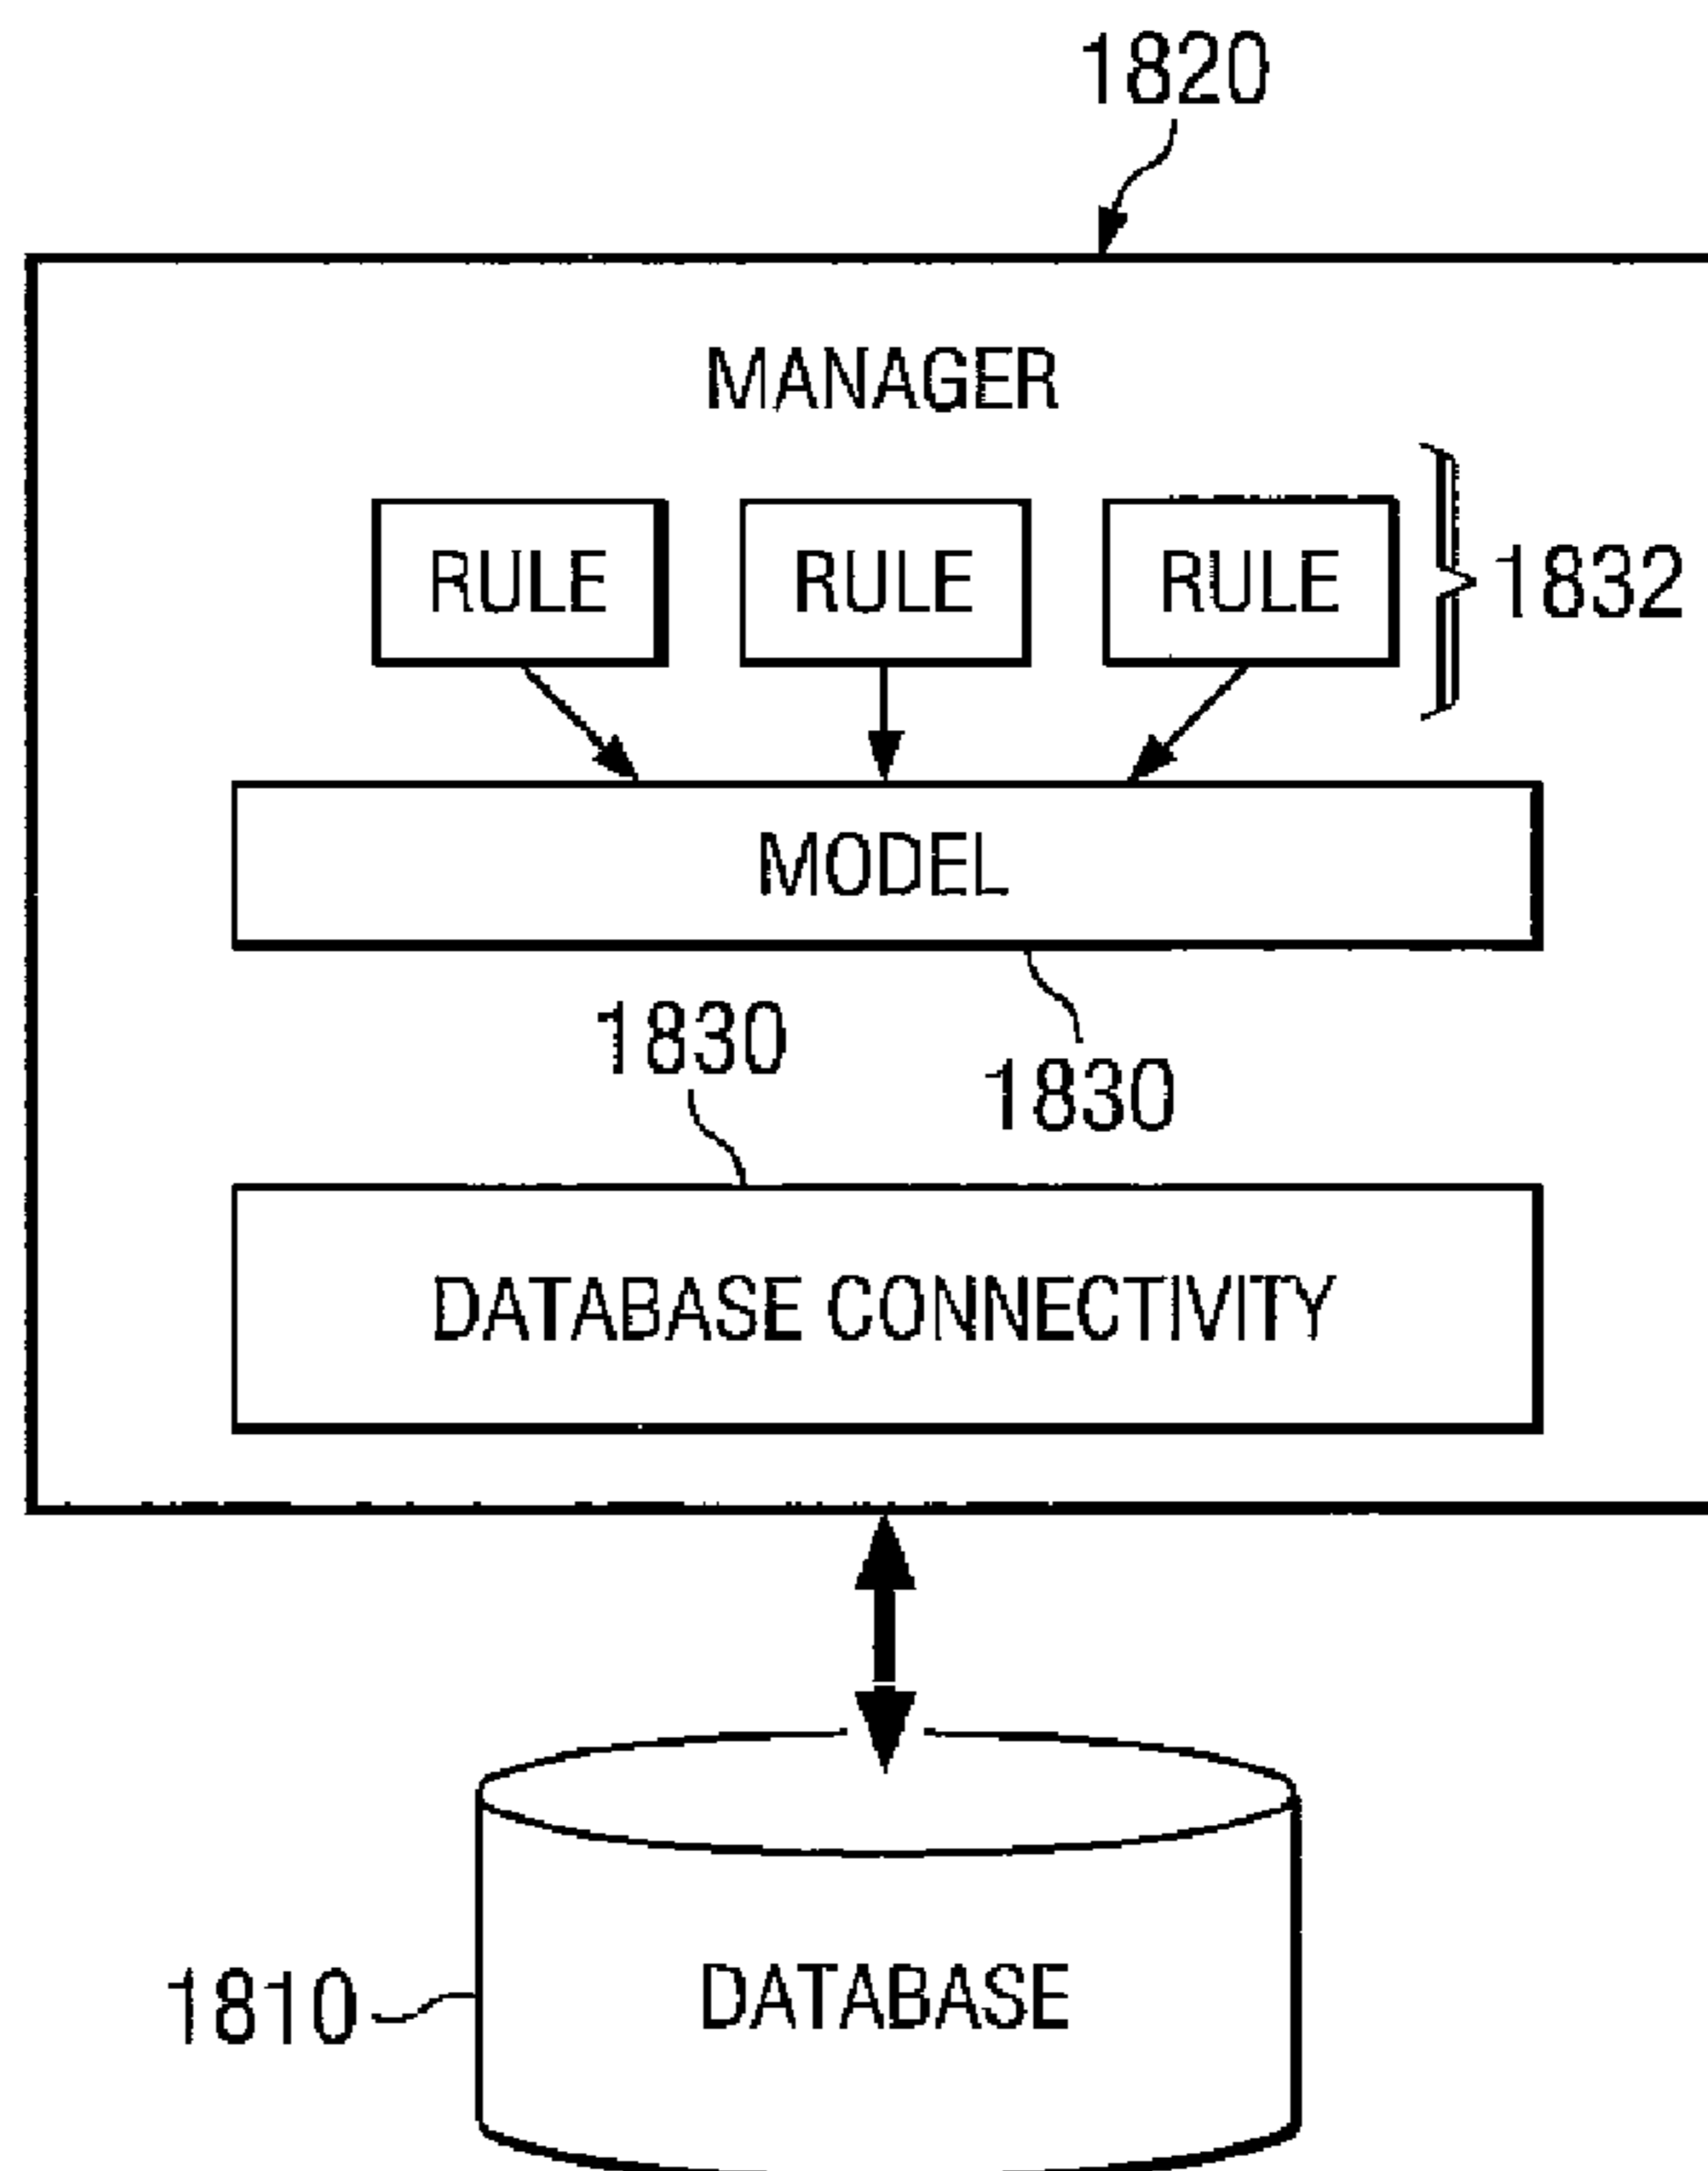 1820
MANAGER
RULE RULE RULE
1832
MODEL
1830
1830
DATABASE CONNECTIVITY
1810
DATABASE